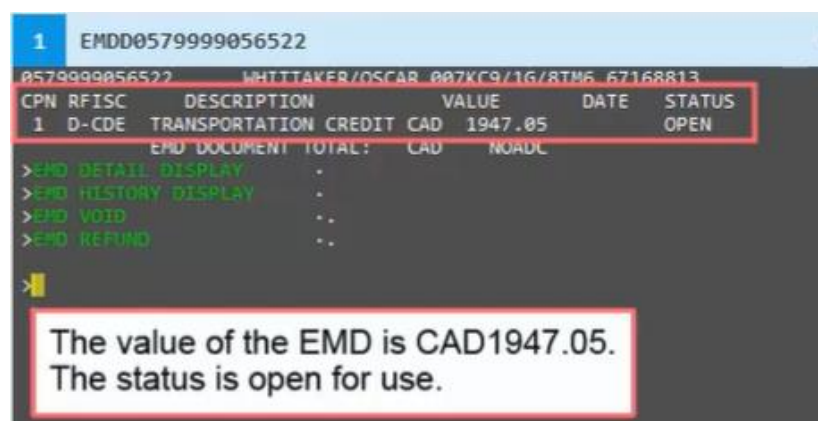 1 EMDD0579999056522
0579999056522 WHITTAKER/OSCAR 007KC9/1G/8TM6 67168813
CPN RFISC DESCRIPTION VALUE DATE STATUS
1 D-CDE TRANSPORTATION CREDIT CAD 1947.05 OPEN
EMD DOCUMENT TOTAL: CAD NOADC
>EMD DETAIL DISPLAY .
>EMD HISTORY DISPLAY .
>EMD VOID ..
>EMD REFUND ..
>
The value of the EMD is CAD1947.05.
The status is open for use.